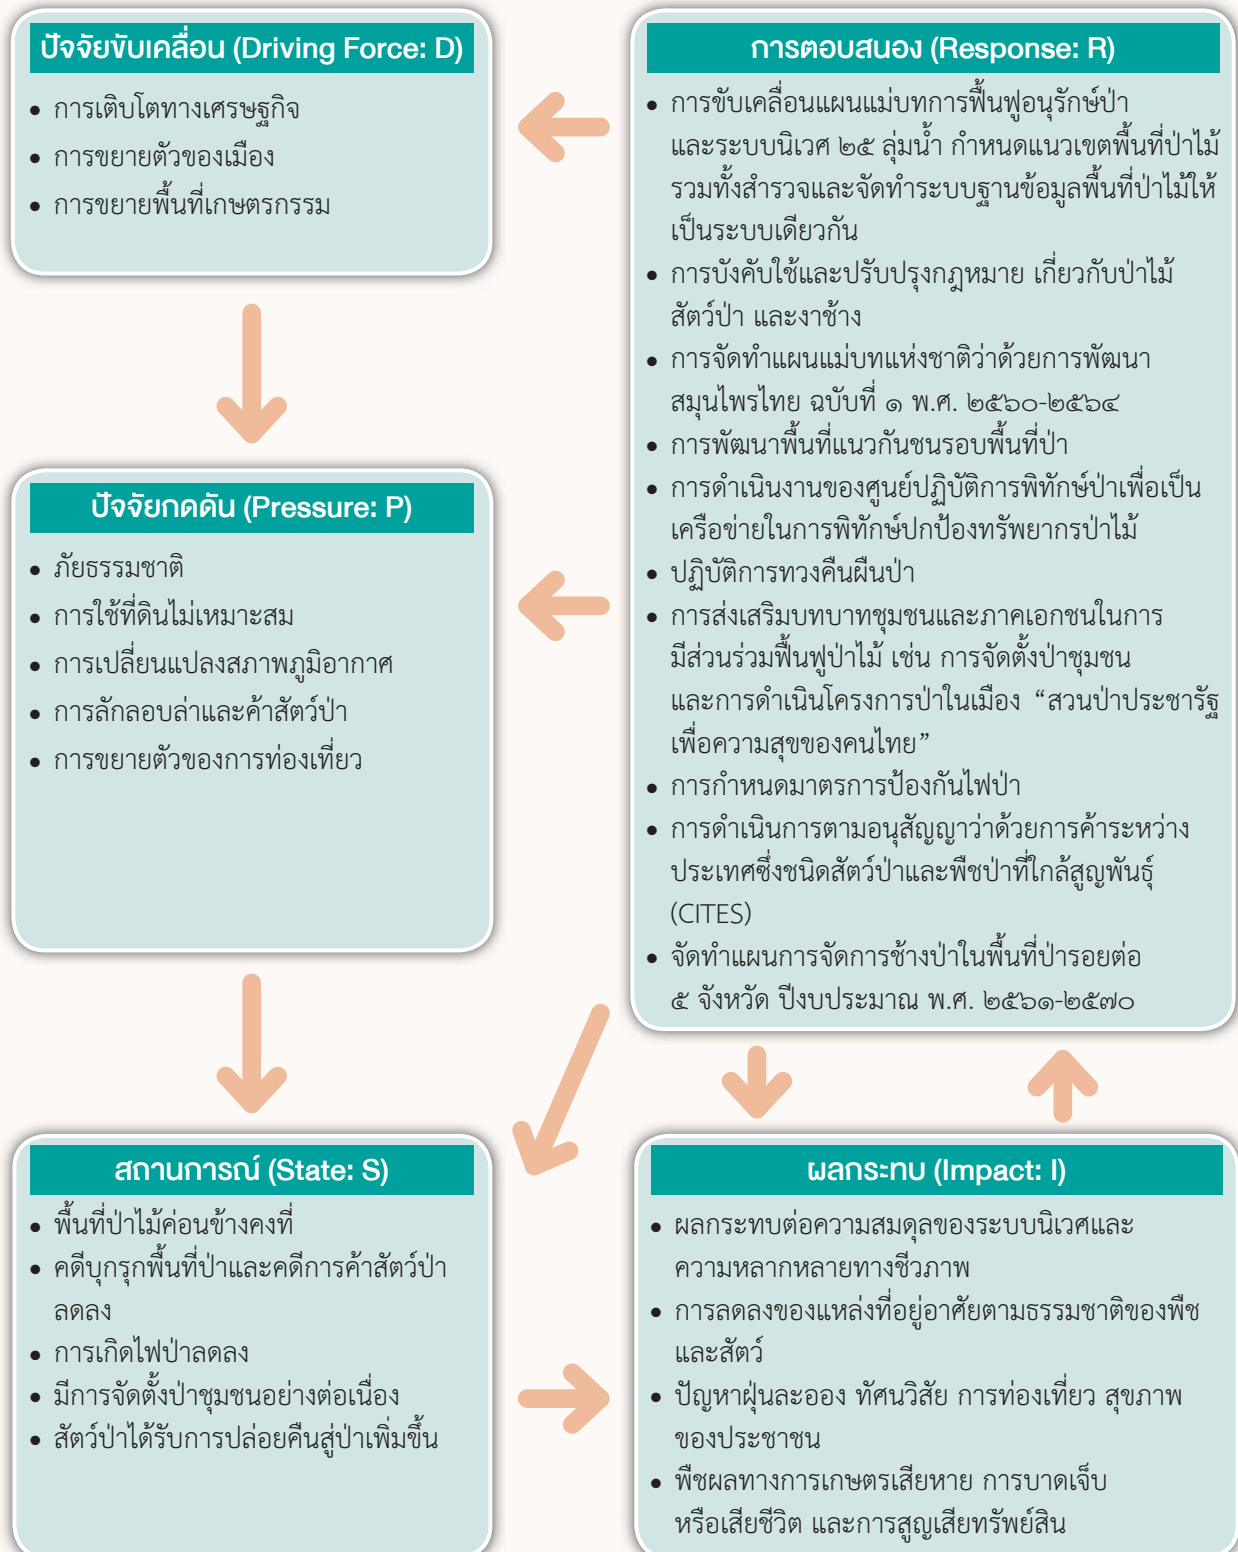 ปัจจัยขับเคลื่อน (Driving Force: D)
• การเติบโตทางเศรษฐกิจ
• การขยายตัวของเมือง
• การขยายพื้นที่เกษตรกรรม
ปัจจัยกดดัน (Pressure: P)
• ภัยธรรมชาติ
• การใช้ที่ดินไม่เหมาะสม
• การเปลี่ยนแปลงสภาพภูมิอากาศ
• การลักลอบล่าและค้าสัตว์ป่า
• การขยายตัวของการท่องเที่ยว
สถานการณ์ (State: S)
• พื้นที่ป่าไม้ค่อนข้างคงที่
• คดีบุกรุกพื้นที่ป่าและคดีการค้าสัตว์ป่า
ลดลง
• การเกิดไฟป่าลดลง
• มีการจัดตั้งป่าชุมชนอย่างต่อเนื่อง
• สัตว์ป่าได้รับการปล่อยคืนสู่ป่าเพิ่มขึ้น
การตอบสนอง (Response: R)
• การขับเคลื่อนแผนแม่บทการฟื้นฟูอนุรักษ์ป่า
และระบบนิเวศ ๒๕ ลุ่มน้ำ กำหนดแนวเขตพื้นที่ป่าไม้
รวมทั้งสำรวจและจัดทำระบบฐานข้อมูลพื้นที่ป่าไม้ให้
เป็นระบบเดียวกัน
• การบังคับใช้และปรับปรุงกฎหมาย เกี่ยวกับป่าไม้
สัตว์ป่า และงาช้าง
• การจัดทำแผนแม่บทแห่งชาติว่าด้วยการพัฒนา
สมุนไพรไทย ฉบับที่ ๑ พ.ศ. ๒๕๖๐-๒๕๖๔
• การพัฒนาพื้นที่แนวกันชนรอบพื้นที่ป่า
• การดำเนินงานของศูนย์ปฏิบัติการพิทักษ์ป่าเพื่อเป็น
เครือข่ายในการพิทักษ์ปกป้องทรัพยากรป่าไม้
• ปฏิบัติการทวงคืนผืนป่า
• การส่งเสริมบทบาทชุมชนและภาคเอกชนในการ
มีส่วนร่วมฟื้นฟูป่าไม้ เช่น การจัดตั้งป่าชุมชน
และการดำเนินโครงการป่าในเมือง “สวนป่าประชารัฐ
เพื่อความสุขของคนไทย”
• การกำหนดมาตรการป้องกันไฟป่า
• การดำเนินการตามอนุสัญญาว่าด้วยการค้าระหว่าง
ประเทศซึ่งชนิดสัตว์ป่าและพืชป่าที่ใกล้สูญพันธุ์
(CITES)
• จัดทำแผนการจัดการช้างป่าในพื้นที่ป่ารอยต่อ
๕ จังหวัด ปีงบประมาณ พ.ศ. ๒๕๖๑-๒๕๗๐
ผลกระทบ (Impact: I)
• ผลกระทบต่อความสมดุลของระบบนิเวศและ
ความหลากหลายทางชีวภาพ
• การลดลงของแหล่งที่อยู่อาศัยตามธรรมชาติของพืช
และสัตว์
• ปัญหาฝุ่นละออง ทัศนวิสัย การท่องเที่ยว สุขภาพ
ของประชาชน
• พืชผลทางการเกษตรเสียหาย การบาดเจ็บ
หรือเสียชีวิต และการสูญเสียทรัพย์สิน